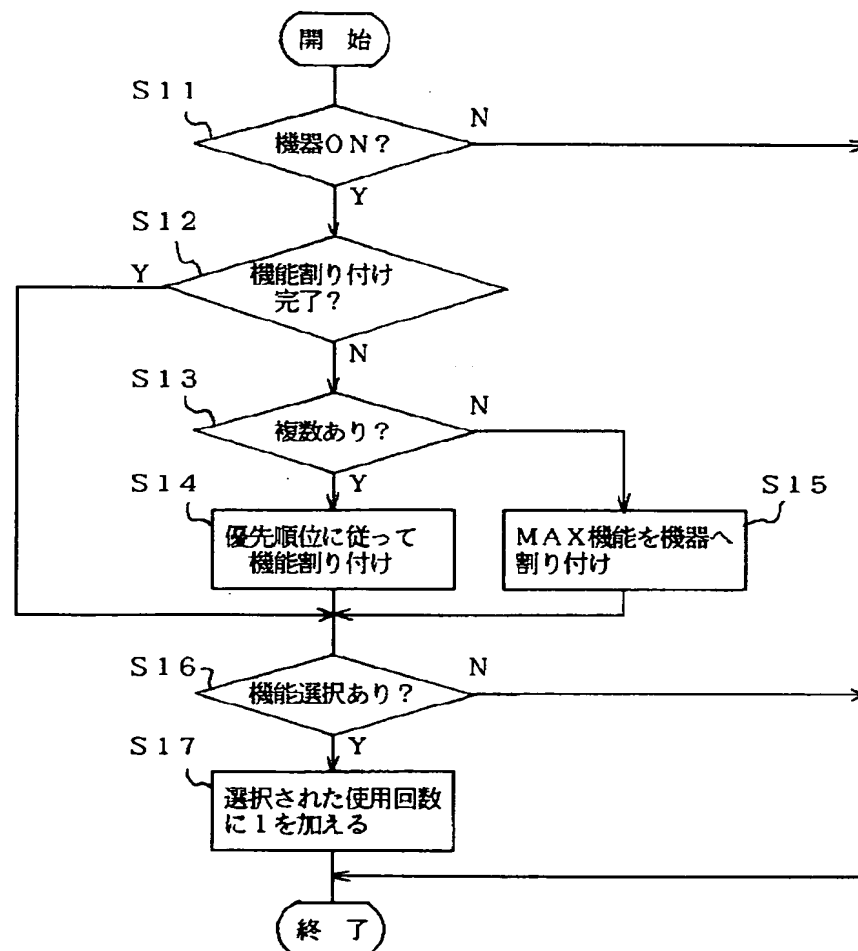 開 始
S11
機器ON?
N
Y
S12
Y
機能割り付け
完了?
N
S13
複数あり?
N
Y
S14
優先順位に従って
機能割り付け
S15
MAX機能を機器へ
割り付け
S16
機能選択あり?
N
Y
S17
選択された使用回数
に1を加える
終 了